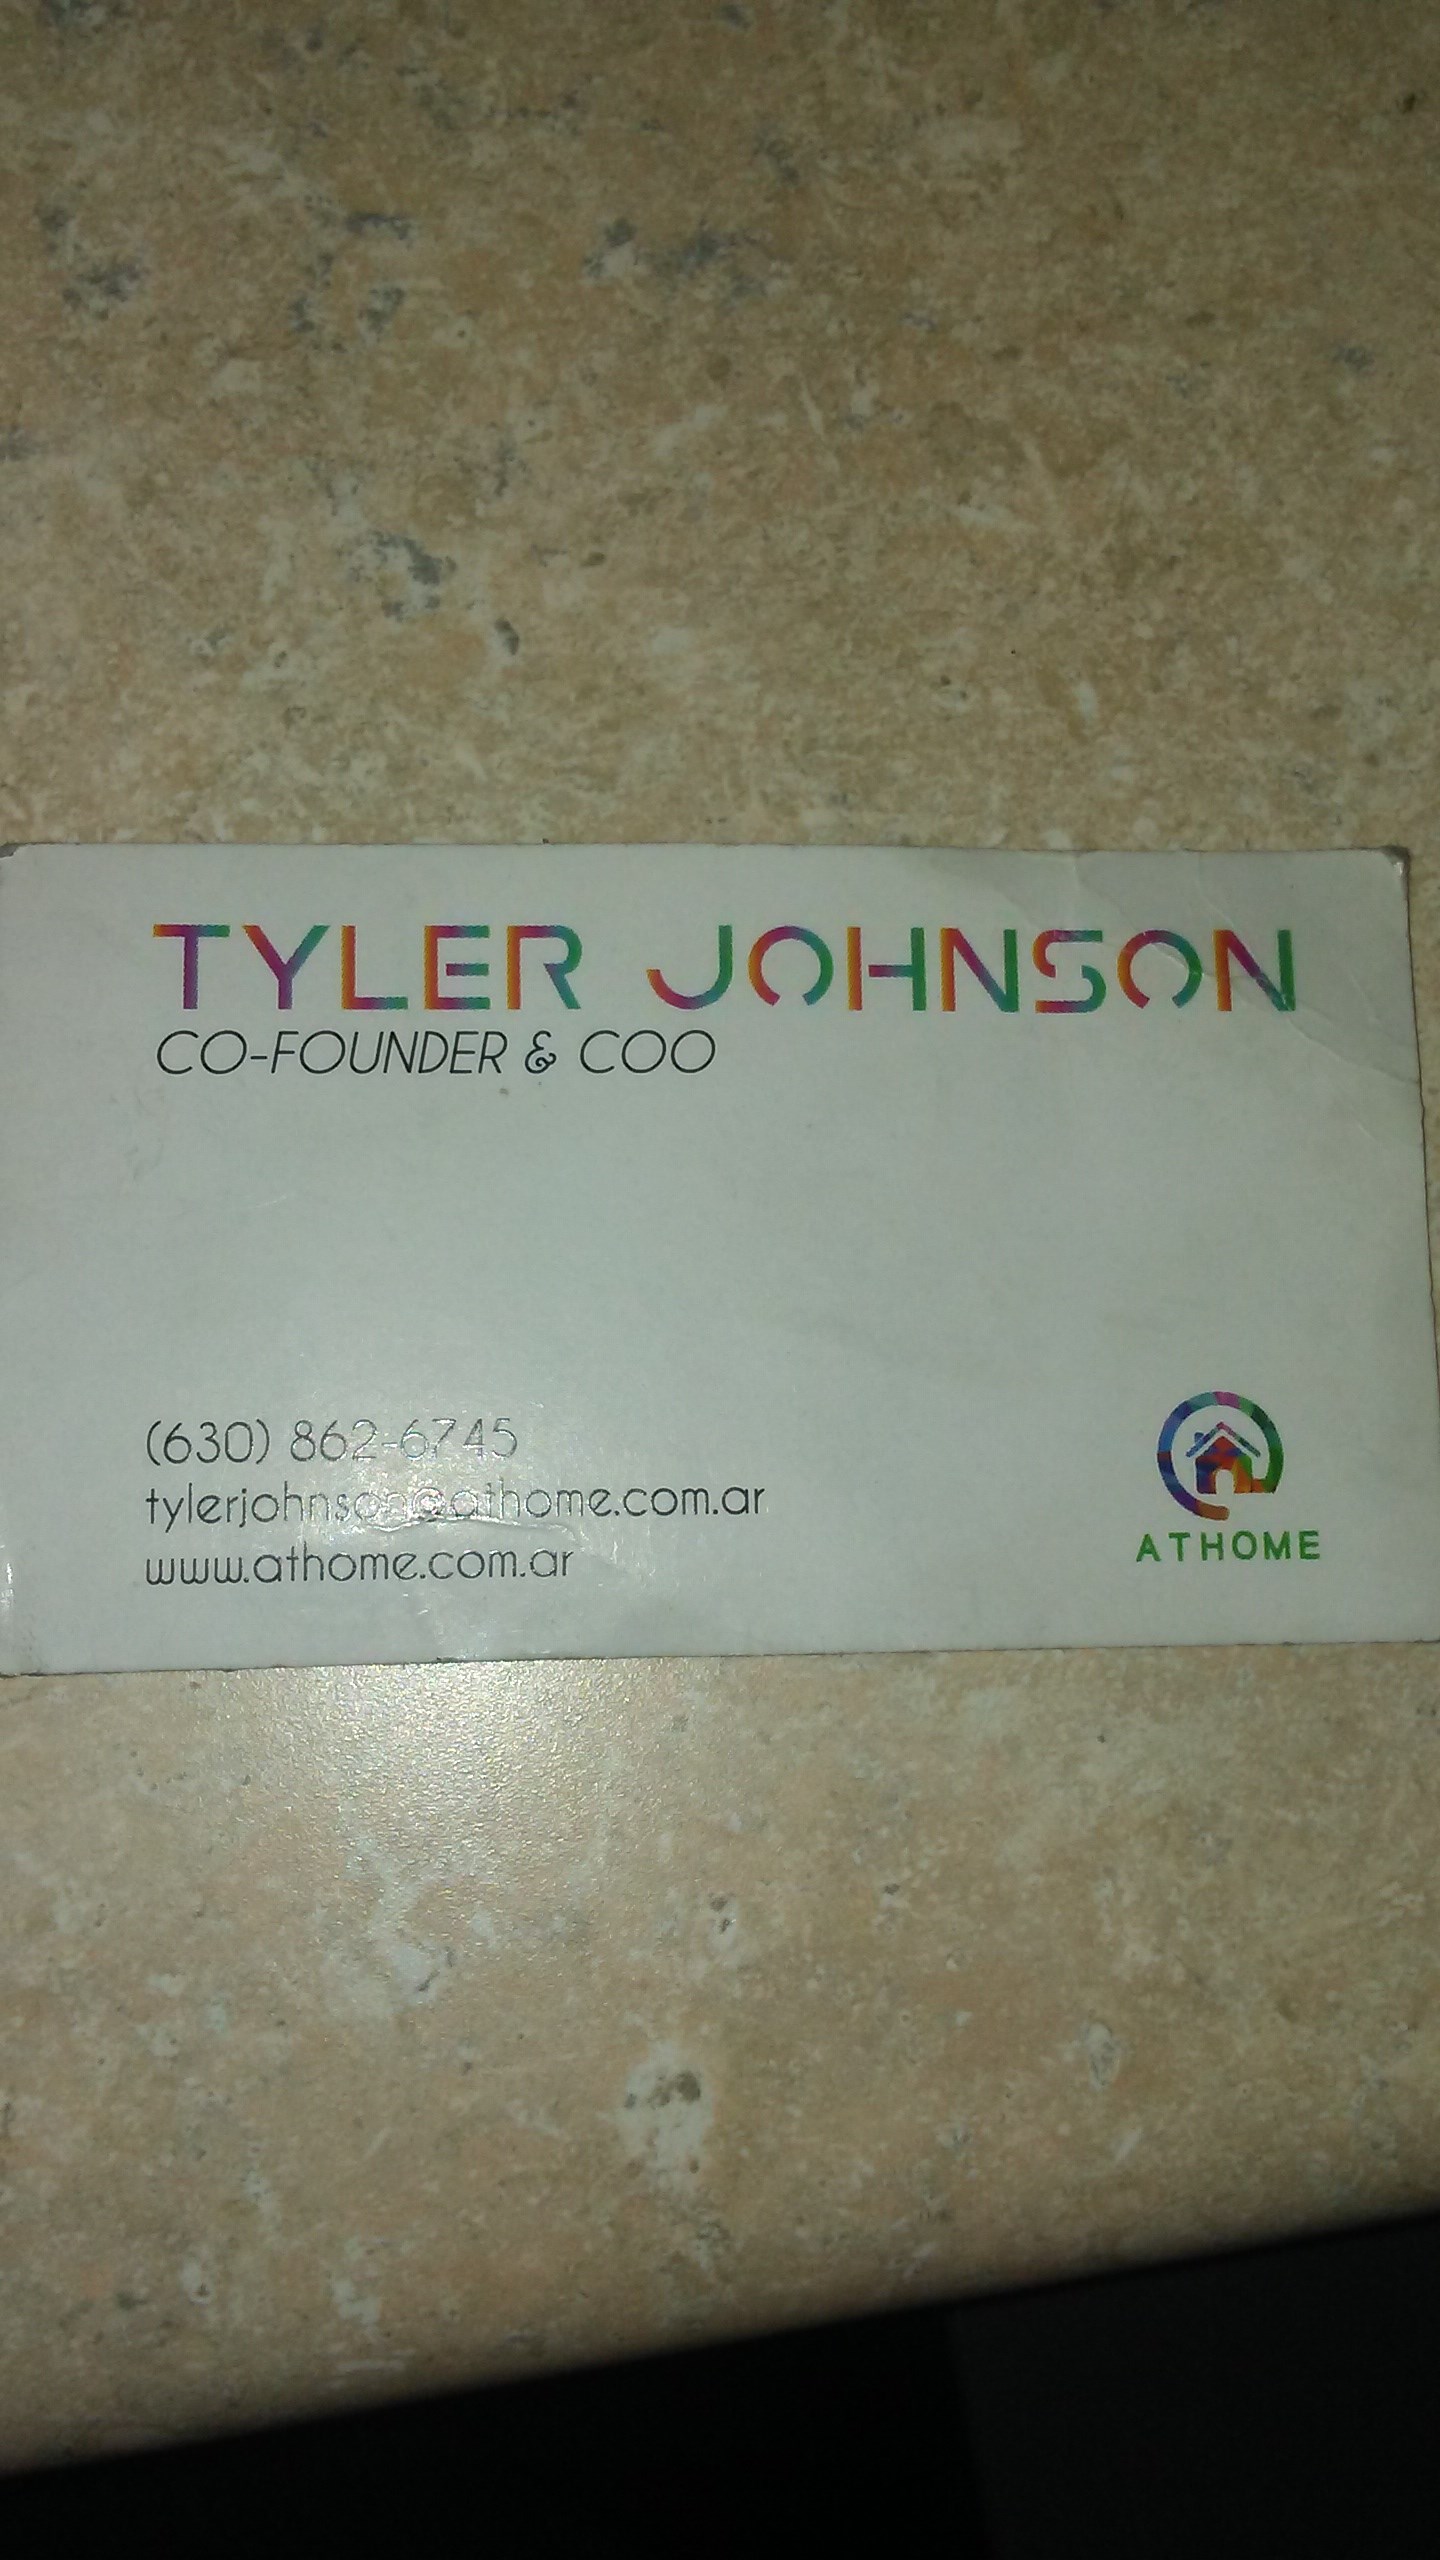 TYLER JOHNSON
CO-FOUNDER & COO
(630) 862-6745
tylerjohnson@athome.com.ar
www.athome.com.ar
ATHOME